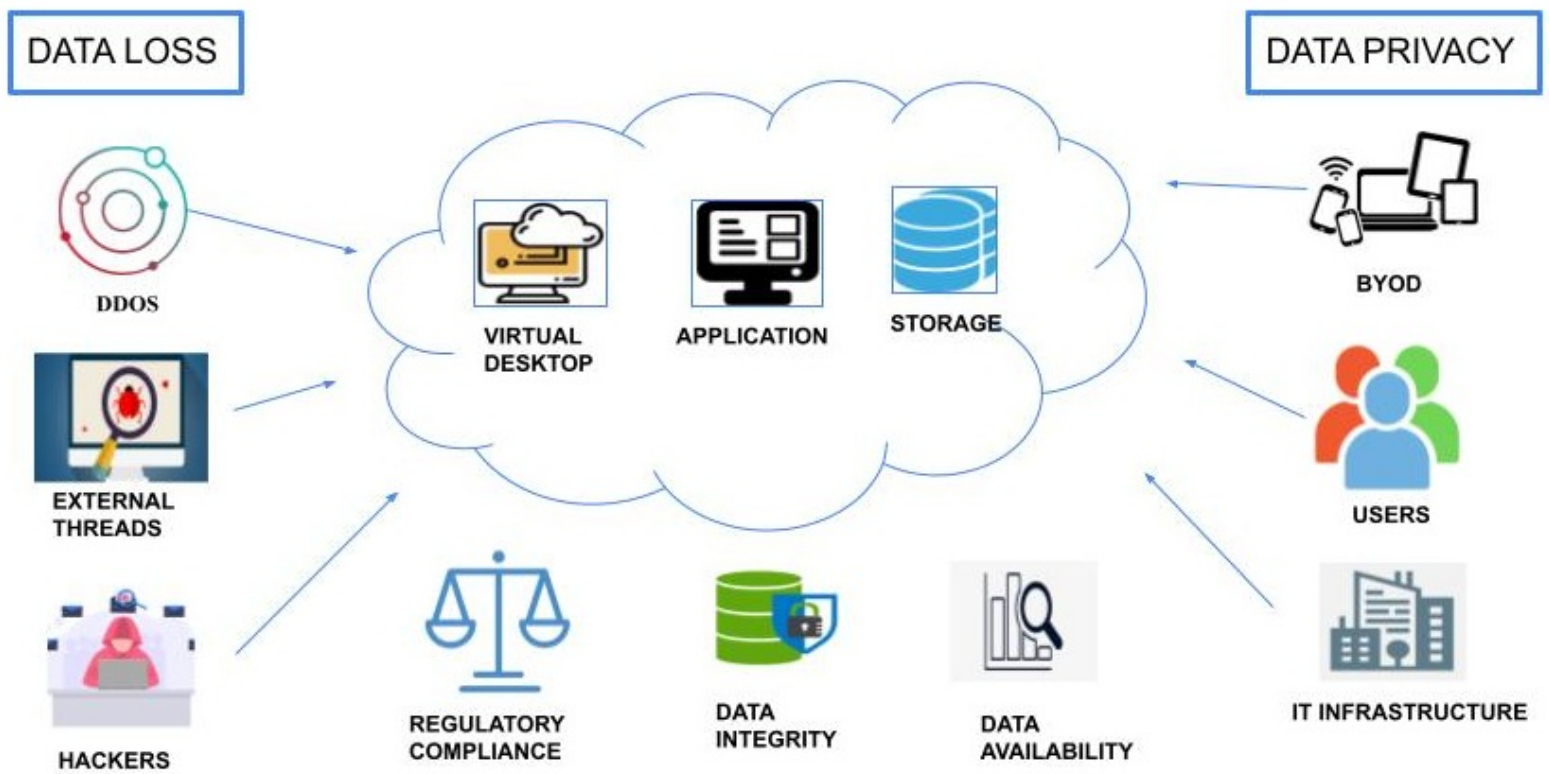 DATA LOSS
DATA PRIVACY
DDOS
EXTERNAL
THREADS
HACKERS
VIRTUAL
DESKTOP
APPLICATION
STORAGE
REGULATORY
COMPLIANCE
DATA
INTEGRITY
DATA
AVAILABILITY
BYOD
USERS
IT INFRASTRUCTURE